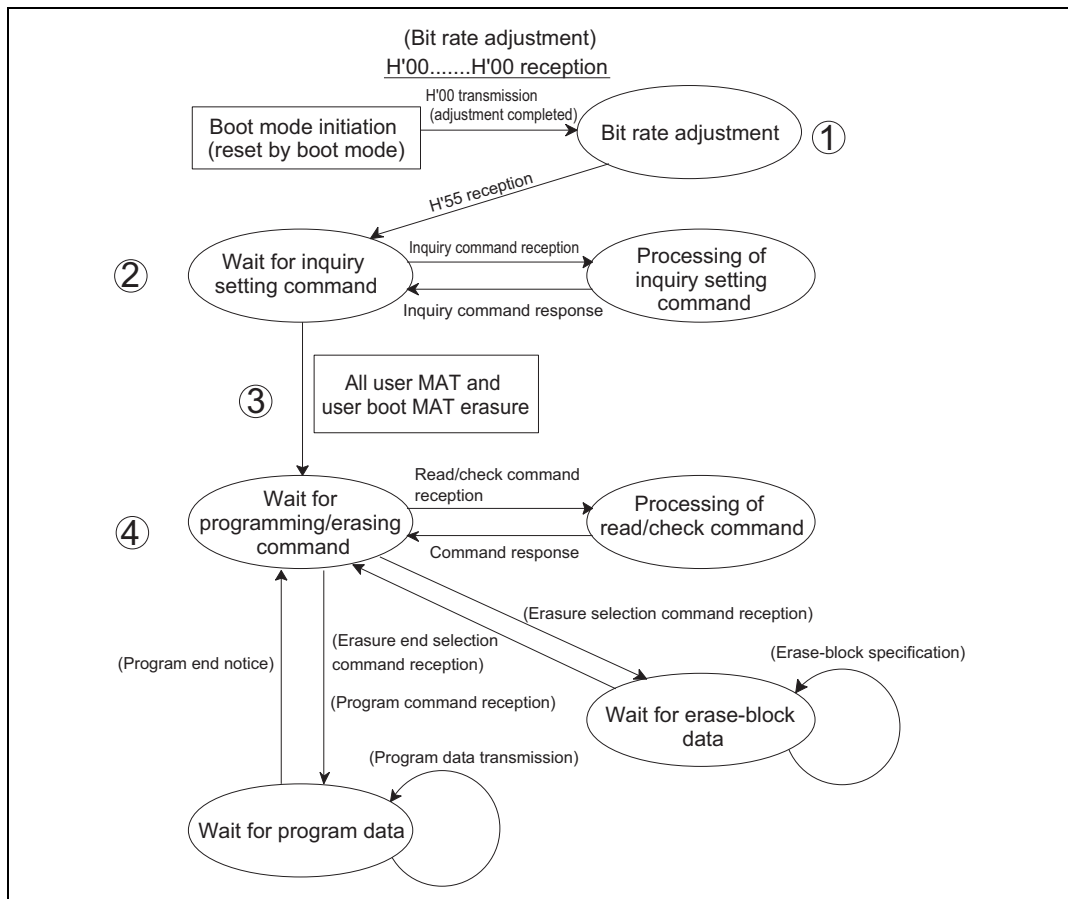 (Bit rate adjustment)
H'00.......H'00 reception
H'00 transmission
(adjustment completed)
Boot mode initiation
(reset by boot mode)
Bit rate adjustment
1
H'55 reception
2
Wait for inquiry
setting command
Inquiry command reception
Inquiry command response
Processing of
inquiry setting
command
3
All user MAT and
user boot MAT erasure
4
Wait for
programming/erasing
command
Read/check command
reception
Command response
Processing of
read/check command
(Erasure selection command reception)
(Program end notice)
(Erasure end selection
command reception)
(Program command reception)
(Erase-block specification)
Wait for erase-block
data
(Program data transmission)
Wait for program data